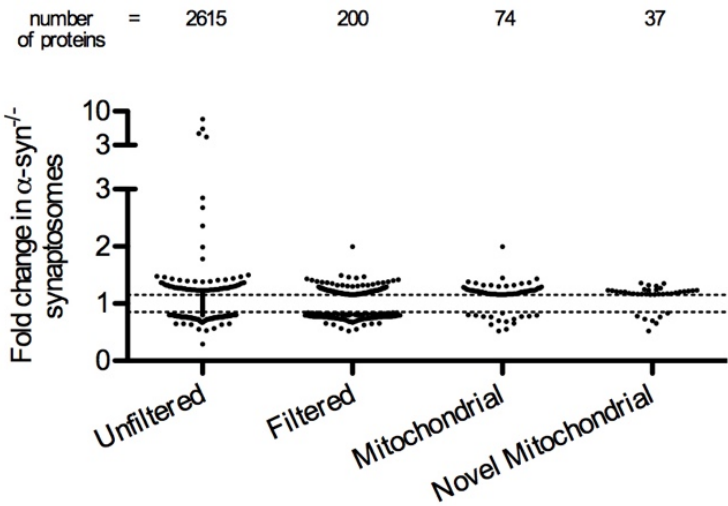 number = 2615 200 74 37
of proteins
Fold change in α-syn-/-
synaptosomes
10
3
3
2
1
0
Unfiltered
Filtered
Mitochondrial
Novel Mitochondrial